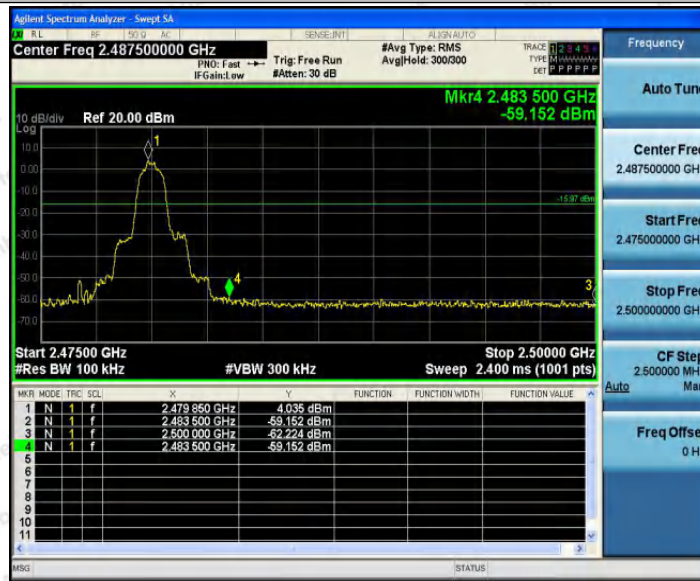 Agilent Spectrum Analyzer - Swept SA
RL RF 50 Ω AC SENSE:INT ALIGN AUTO
Center Freq 2.487500000 GHz
PNO: Fast
IFGain:Low
Trig: Free Run
#Atten: 30 dB
#Avg Type: RMS
Avg|Hold: 300/300
TRACE 1 2 3 4 5 6
TYPE M
DET P P P P P P
Mkr4 2.483 500 GHz
-59.152 dBm
10 dB/div Ref 20.00 dBm
Log
10.0
0.00
-10.0
-20.0
-30.0
-40.0
-50.0
-60.0
-70.0
1
-15.97 dBm
4
3
Start 2.47500 GHz Stop 2.50000 GHz
#Res BW 100 kHz #VBW 300 kHz Sweep 2.400 ms (1001 pts)
MKR MODE TRC SCL X Y FUNCTION FUNCTION WIDTH FUNCTION VALUE
1 N 1 f 2.479 850 GHz 4.035 dBm
2 N 1 f 2.483 500 GHz -59.152 dBm
3 N 1 f 2.500 000 GHz -62.224 dBm
4 N 1 f 2.483 500 GHz -59.152 dBm
5
6
7
8
9
10
11
MSG STATUS
Frequency
Auto Tune
Center Freq
2.487500000 GH
Start Freq
2.475000000 GH
Stop Freq
2.500000000 GH
CF Step
2.500000 MH
Auto Ma
Freq Offse
0 H